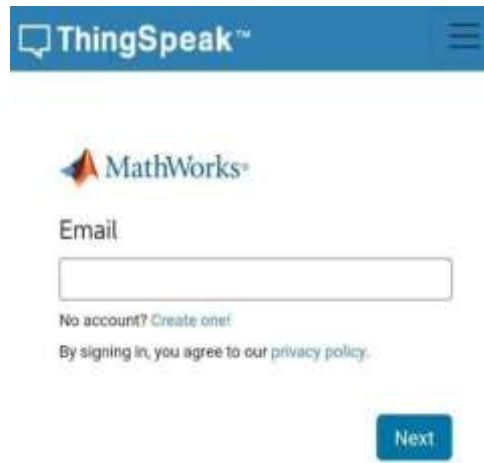 ThingSpeak™
MathWorks®
Email
No account? Create one!
By signing in, you agree to our privacy policy.
Next